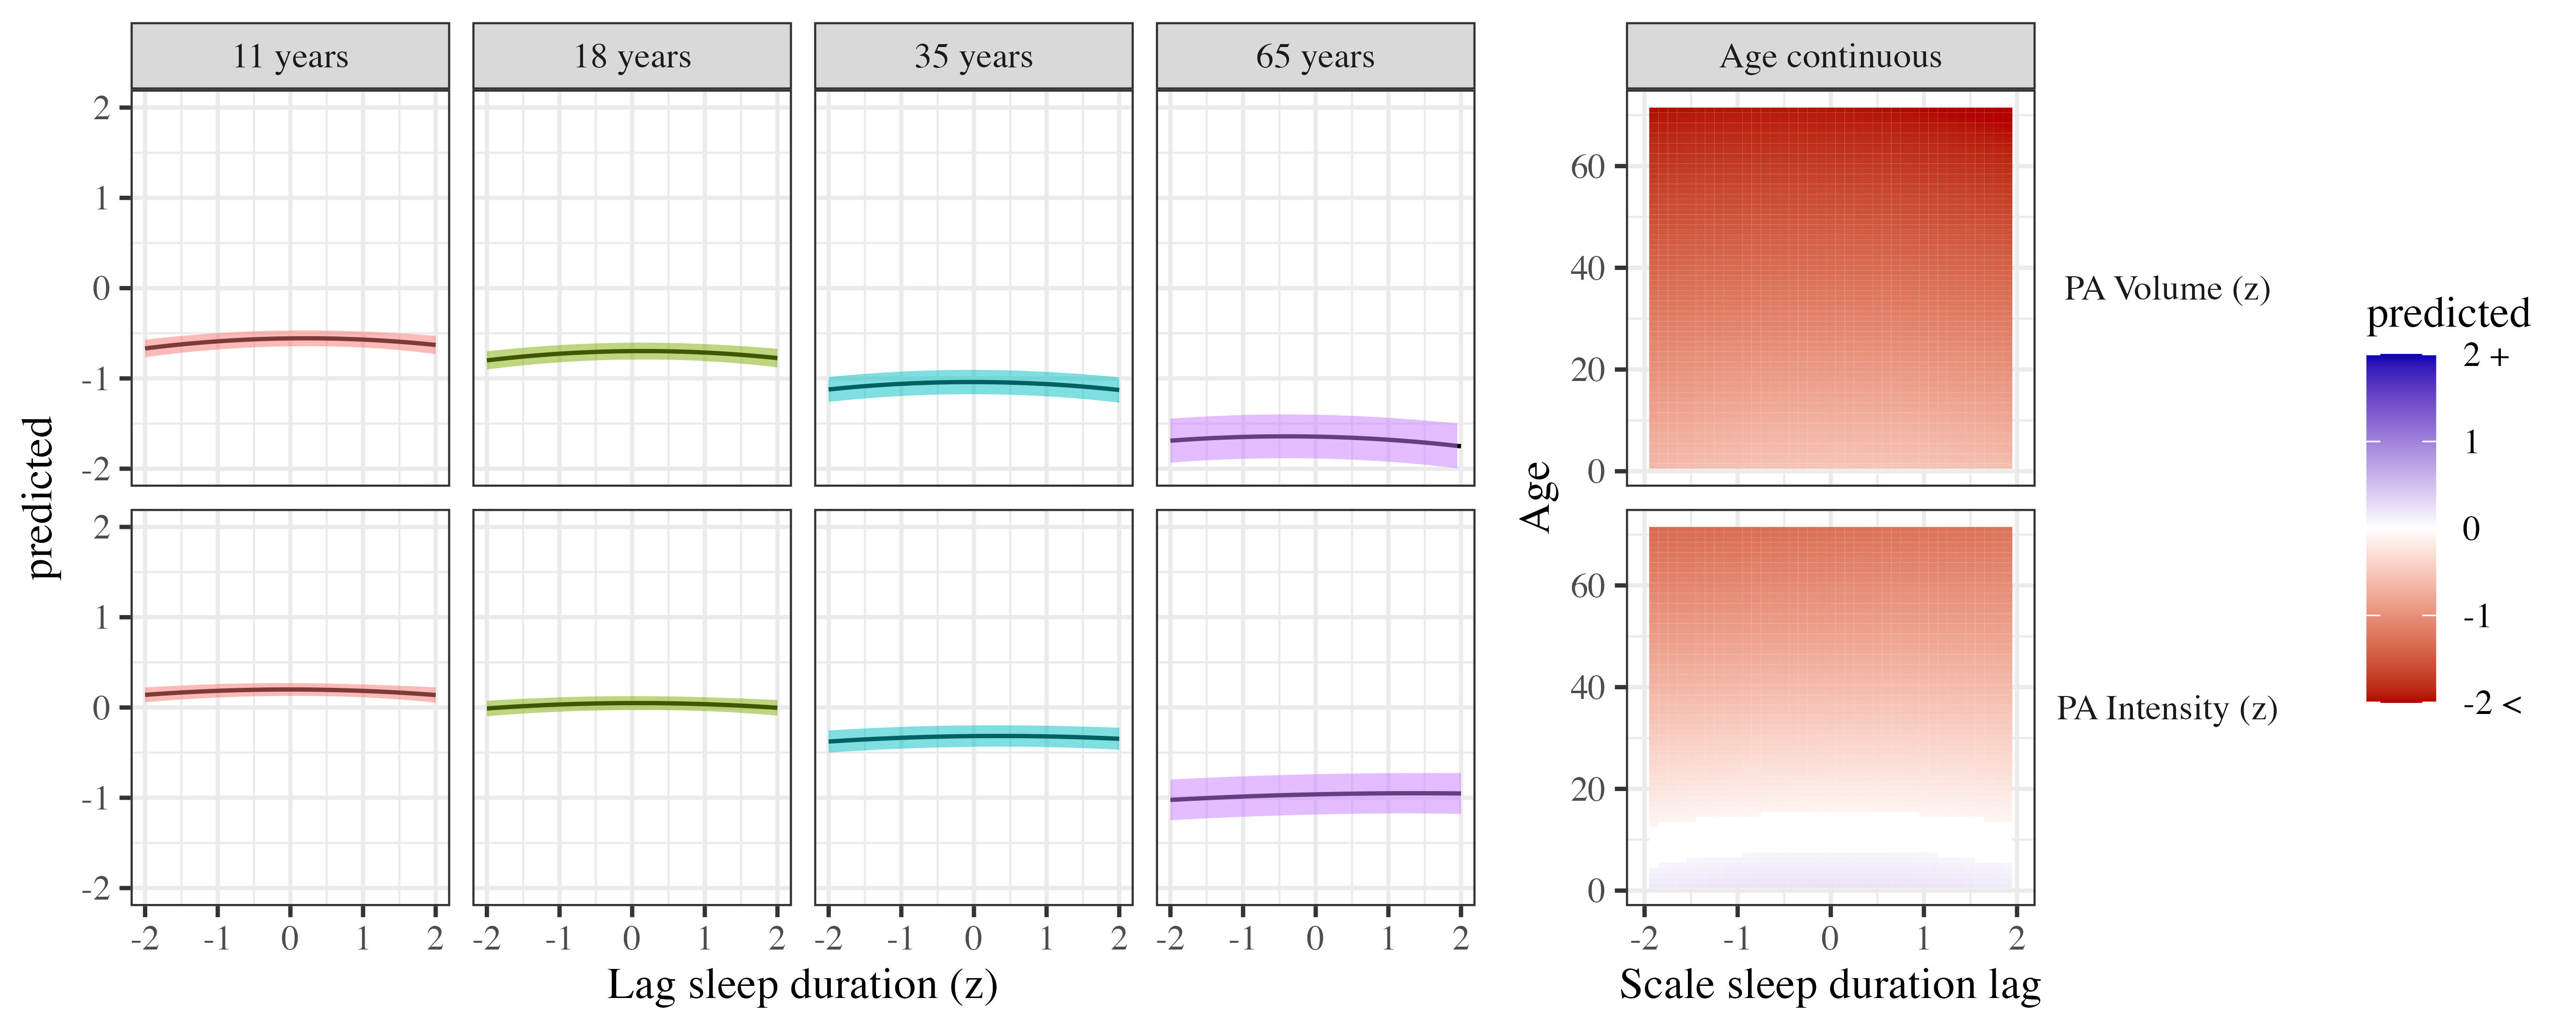 11 years 18 years 35 years 65 years Age continuous
2
1
0
-1
-2
2
1
0
-1
-2
predicted
-2 -1 0 1 2 -2 -1 0 1 2 -2 -1 0 1 2 -2 -1 0 1 2
Lag sleep duration (z)
60
40
20
0
60
40
20
0
Age
-2 -1 0 1 2
Scale sleep duration lag
PA Volume (z)
PA Intensity (z)
predicted
2 +
1
0
-1
-2 <